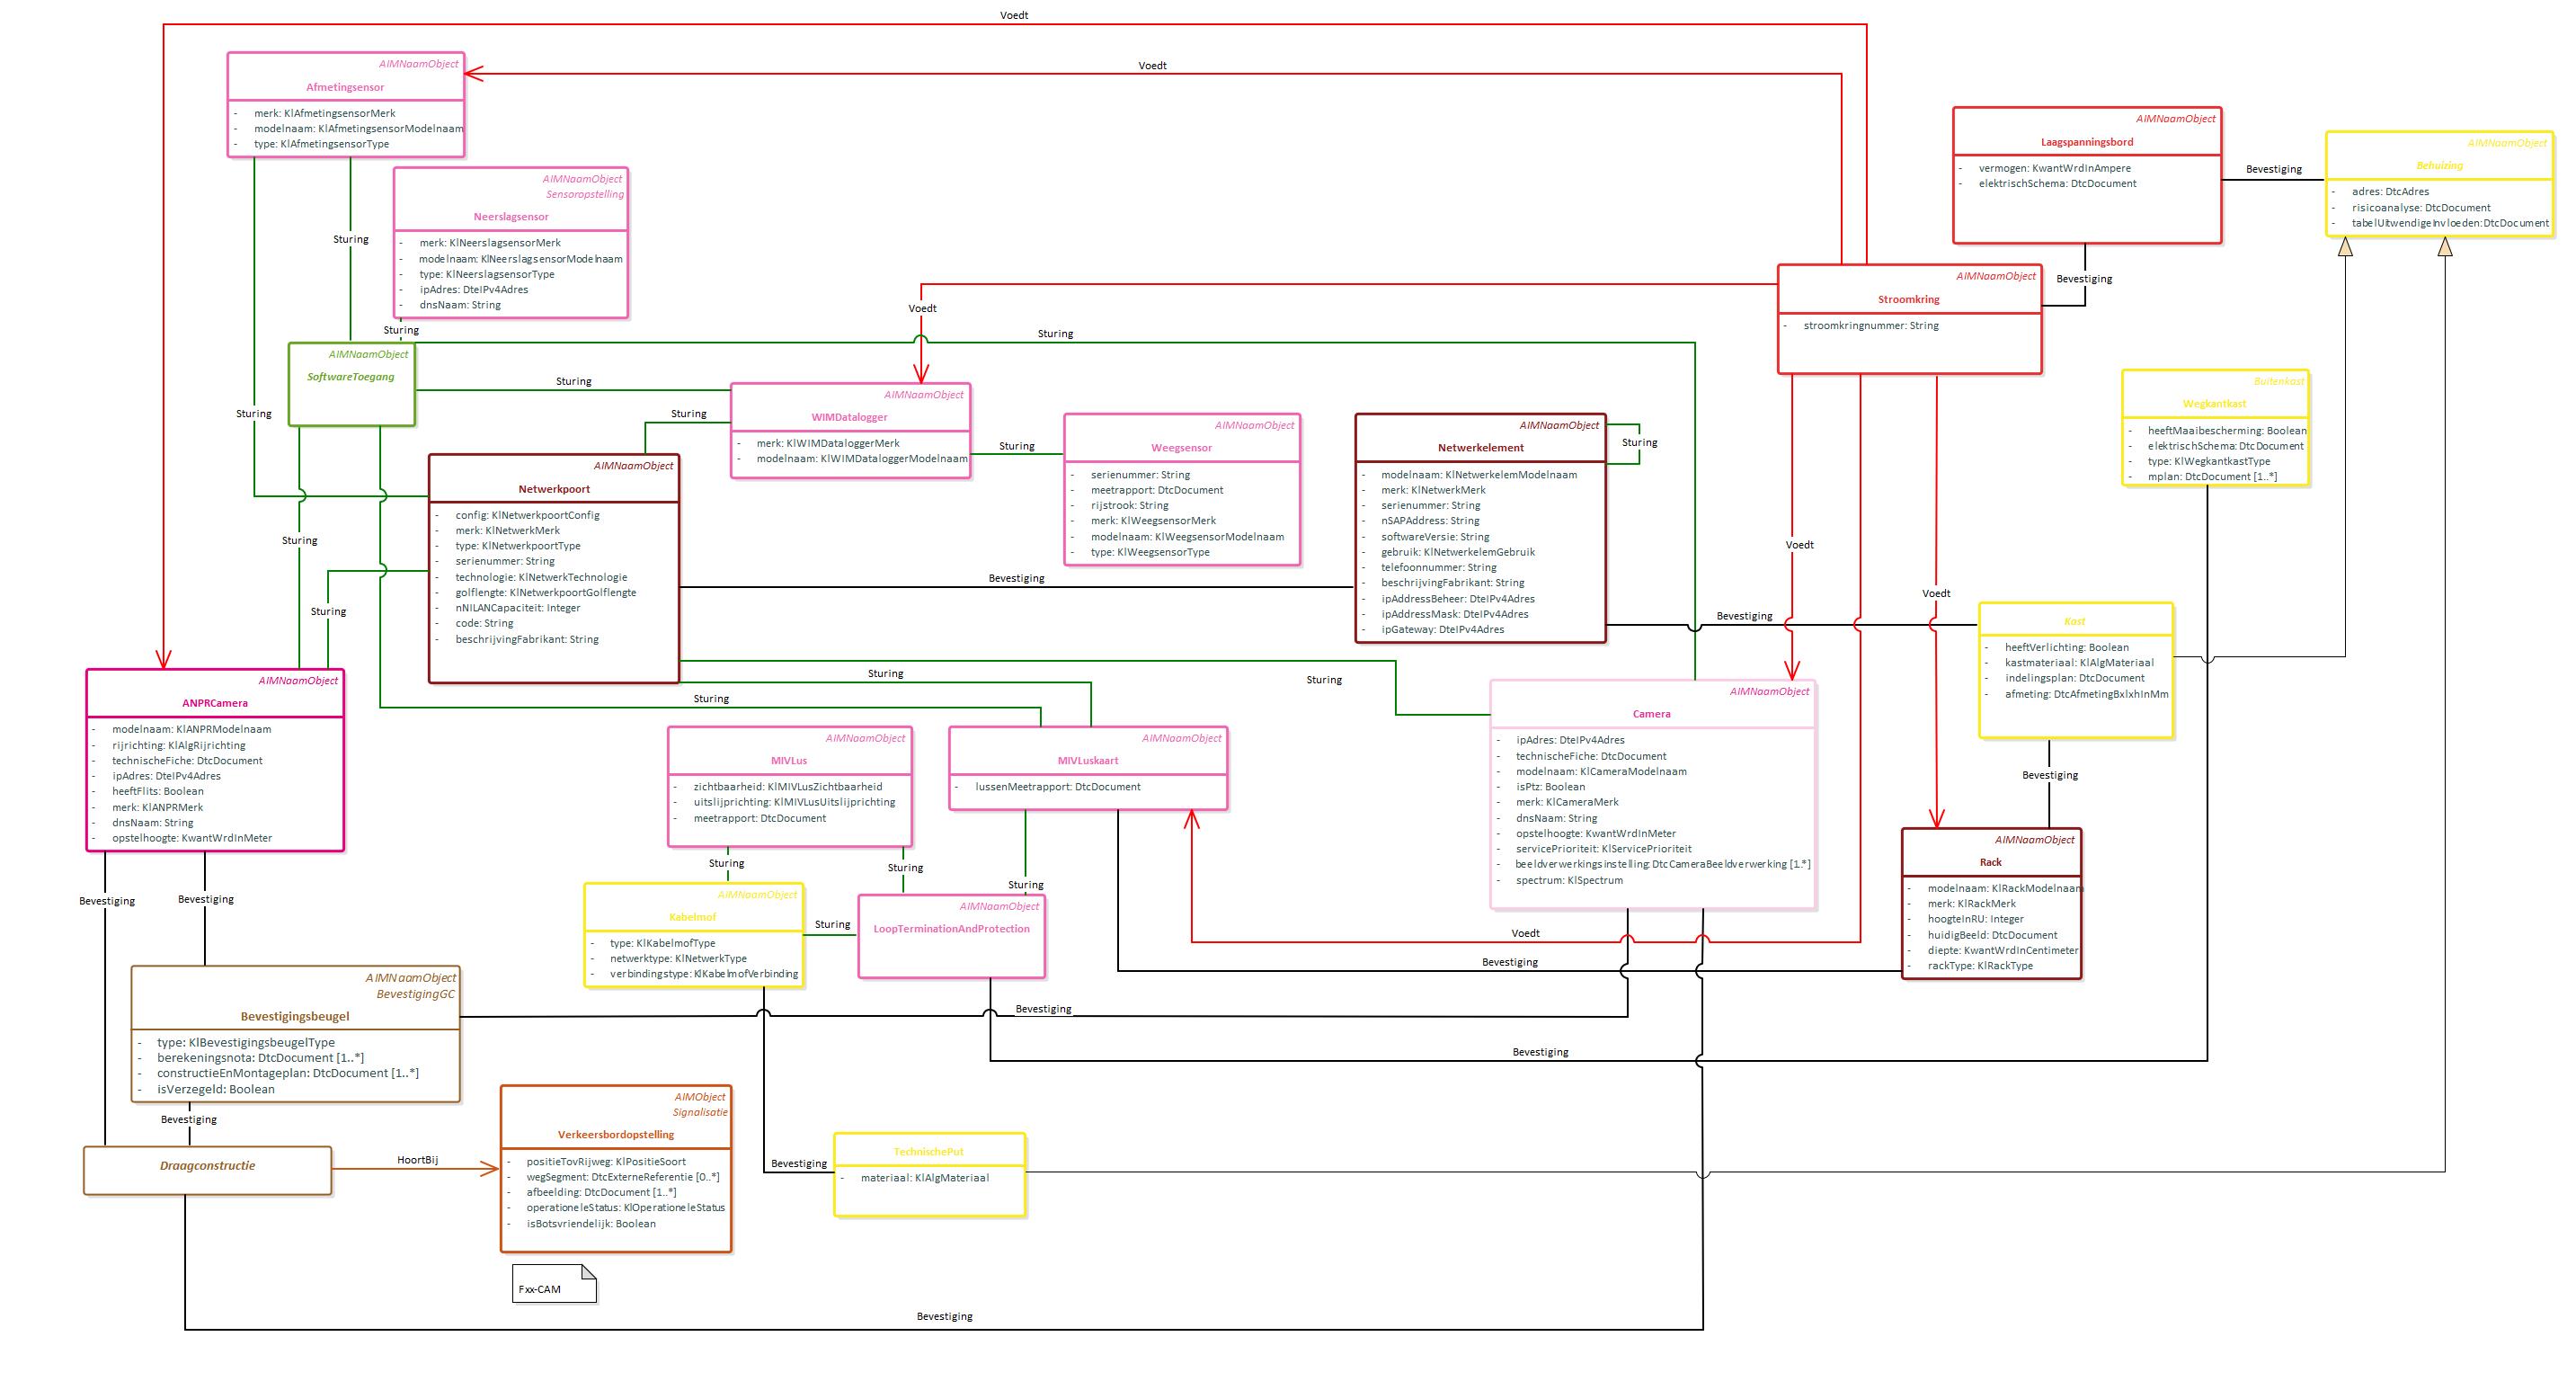 Voedt
Voedt
AIMNaamObject
Afmetingsensor
- merk: KlAfmetingsensorMerk
- modelnaam: KlAfmetingsensorModelnaam
- type: KlAfmetingsensorType
AIMNaamObject
Sensoropstelling
Neerslagsensor
- merk: KlNeerslagsensorMerk
- modelnaam: KlNeerslagsensorModelnaam
- type: KlNeerslagsensorType
- ipAdres: DteIPv4Adres
- dnsNaam: String
AIMNaamObject
Laagspanningsbord
- vermogen: KwantWrdInAmpere
- elektrischSchema: DtcDocument
Bevestiging
AIMNaamObject
Behuizing
- adres: DtcAdres
- risicoanalyse: DtcDocument
- tabelUitwendigeInvloeden: DtcDocument
Bevestiging
AIMNaamObject
Stroomkring
- stroomkringnummer: String
Sturing
Sturing
Voedt
Sturing
AIMNaamObject
SoftwareToegang
Sturing
Sturing
Sturing
AIMNaamObject
WIMDatalogger
- merk: KlWIMDataloggerMerk
- modelnaam: KlWIMDataloggerModelnaam
Sturing
AIMNaamObject
Weegsensor
- serienummer: String
- meetrapport: DtcDocument
- rijstrook: String
- merk: KlWeegsensorMerk
- modelnaam: KlWeegsensorModelnaam
- type: KlWeegsensorType
AIMNaamObject
Netwerkelement
- modelnaam: KlNetwerkelemModelnaam
- merk: KlNetwerkMerk
- serienummer: String
- nSAPAddress: String
- softwareVersie: String
- gebruik: KlNetwerkelemGebruik
- telefoonnummer: String
- beschrijvingFabrikant: String
- ipAddressBeheer: DteIPv4Adres
- ipAddressMask: DteIPv4Adres
- ipGateway: DteIPv4Adres
Sturing
Buitenkast
Wegkantkast
- heeftMaaibescherming: Boolean
- elektrischSchema: DtcDocument
- type: KlWegkantkastType
- mplan: DtcDocument [1..*]
Sturing
AIMNaamObject
Netwerkpoort
- config: KlNetwerkpoortConfig
- merk: KlNetwerkMerk
- type: KlNetwerkpoortType
- serienummer: String
- technologie: KlNetwerkTechnologie
- golflengte: KlNetwerkpoortGolflengte
- nNILANCapaciteit: Integer
- code: String
- beschrijvingFabrikant: String
Sturing
Sturing
Bevestiging
Voedt
Voedt
Bevestiging
AIMNaamObject
Kast
- heeftVerlichting: Boolean
- kastmateriaal: KlAlgMateriaal
- indelingsplan: DtcDocument
- afmeting: DtcAfmetingBxlxhInMm
Bevestiging
Sturing
Sturing
Sturing
AIMNaamObject
ANPRCamera
- modelnaam: KlANPRModelnaam
- rijrichting: KlAlgRijrichting
- technischeFiche: DtcDocument
- ipAdres: DteIPv4Adres
- heeftFlits: Boolean
- merk: KlANPRMerk
- dnsNaam: String
- opstelhoogte: KwantWrdInMeter
AIMNaamObject
MIVLus
- zichtbaarheid: KlMIVLusZichtbaarheid
- uitslijprichting: KlMIVLusUitslijprichting
- meetrapport: DtcDocument
AIMNaamObject
MIVLuskaart
- lussenMeetrapport: DtcDocument
AIMNaamObject
Camera
- ipAdres: DteIPv4Adres
- technischeFiche: DtcDocument
- modelnaam: KlCameraModelnaam
- isPtz: Boolean
- merk: KlCameraMerk
- dnsNaam: String
- opstelhoogte: KwantWrdInMeter
- servicePrioriteit: KlServicePrioriteit
- beeldverwerkingsinstelling: DtcCameraBeeldverwerking [1..*]
- spectrum: KlSpectrum
AIMNaamObject
Rack
- modelnaam: KlRackModelnaam
- merk: KlRackMerk
- hoogteInRU: Integer
- huidigBeeld: DtcDocument
- diepte: KwantWrdInCentimeter
- rackType: KlRackType
Sturing
Sturing
Sturing
AIMNaamObject
Kabelmof
- type: KlKabelmofType
- netwerktype: KlNetwerkType
- verbindingstype: KlKabelmofVerbinding
Sturing
AIMNaamObject
LoopTerminationAndProtection
Voedt
Bevestiging
Bevestiging
Bevestiging
AIMNaamObject
BevestigingGC
Bevestigingsbeugel
- type: KlBevestigingsbeugelType
- berekeningsnota: DtcDocument [1..*]
- constructieEnMontageplan: DtcDocument [1..*]
- isVerzegeld: Boolean
Bevestiging
Bevestiging
Bevestiging
Draagconstructie
HoortBij
AIMObject
Signalisatie
Verkeersbordopstelling
- positieTovRijweg: KlPositieSoort
- wegSegment: DtcExterneReferentie [0..*]
- afbeelding: DtcDocument [1..*]
- operationeleStatus: KlOperationeleStatus
- isBotsvriendelijk: Boolean
Bevestiging
TechnischePut
- materiaal: KlAlgMateriaal
Fxx-CAM
Bevestiging